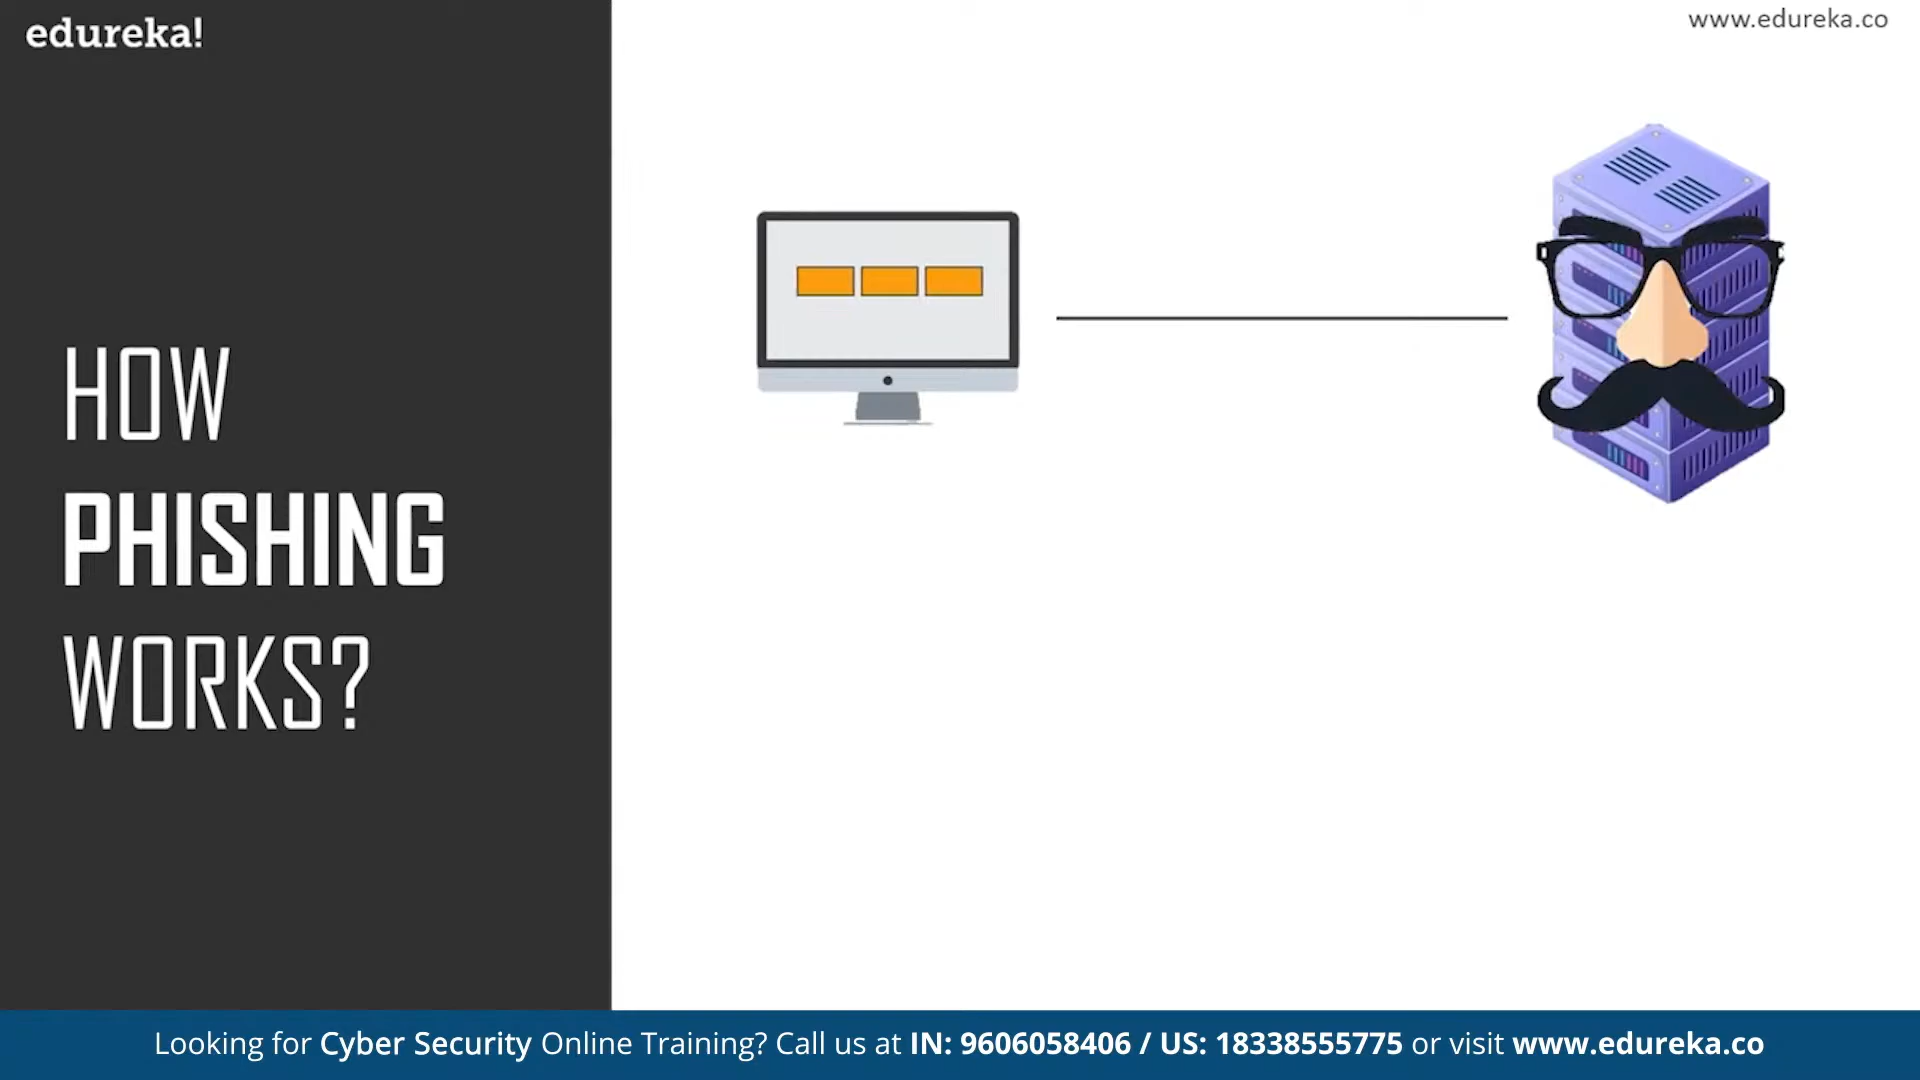 edureka!
www.edureka.co
HOW
PHISHING
WORKS?
Looking for Cyber Security Online Training? Call us at IN: 9606058406 / US: 18338555775 or visit www.edureka.co